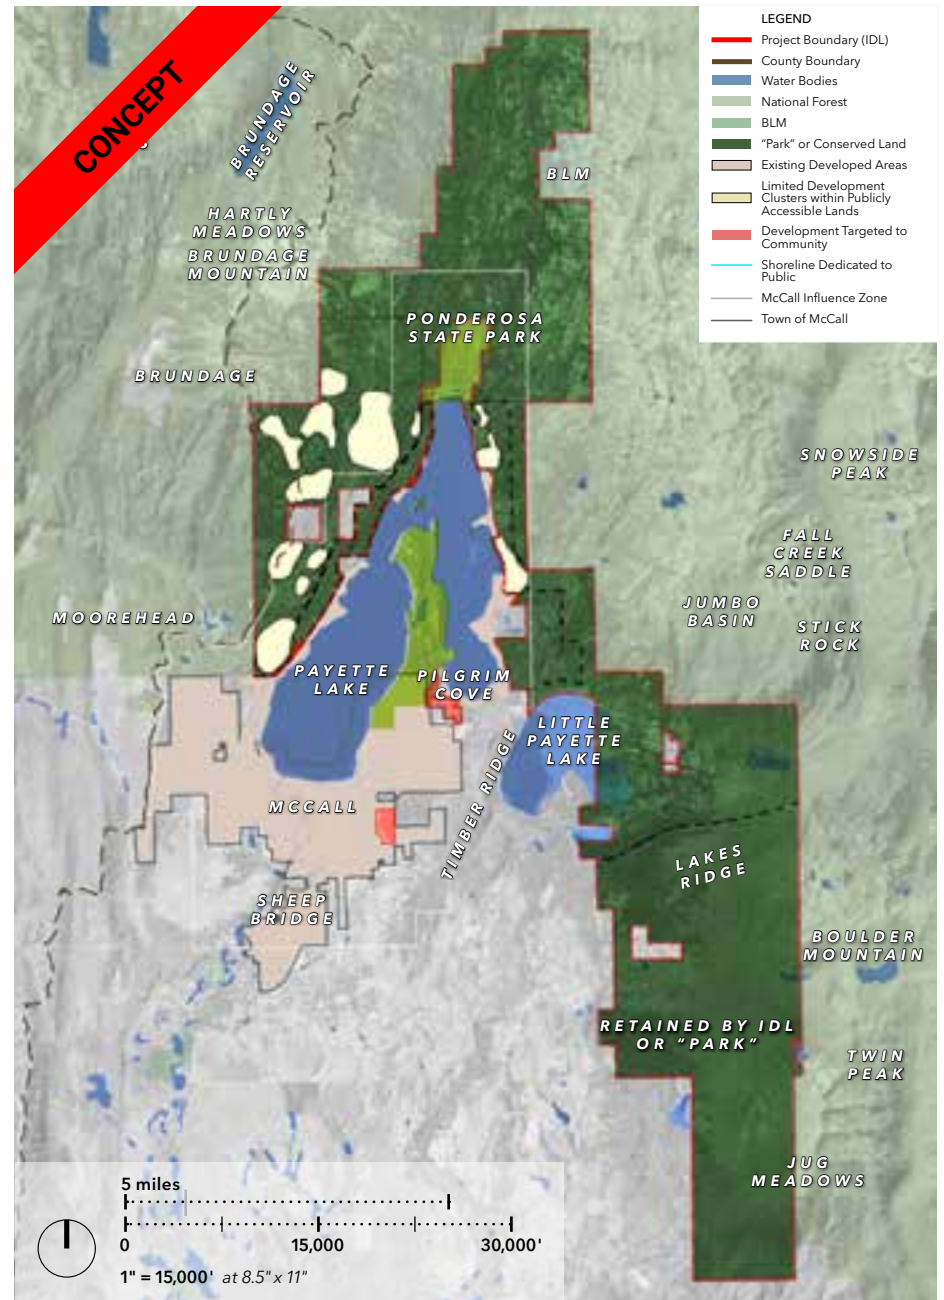 CONCEPT
LEGEND
Project Boundary (IDL)
County Boundary
Water Bodies
National Forest
BLM
“Park” or Conserved Land
Existing Developed Areas
Limited Development
Clusters within Publicly
Accessible Lands
Development Targeted to
Community
Shoreline Dedicated to
Public
McCall Influence Zone
Town of McCall
BRUNDAGE
RESERVOIR
BLM
HARTLY
MEADOWS
BRUNDAGE
MOUNTAIN
PONDEROSA
STATE PARK
BRUNDAGE
SNOWSIDE
PEAK
FALL
CREEK
SADDLE
JUMBO
BASIN
STICK
ROCK
MOOREHEAD
PAYETTE
LAKE
PILGRIM
COVE
LITTLE
PAYETTE
LAKE
TIMBER RIDGE
MCCALL
LAKES
RIDGE
SHEEP
BRIDGE
BOULDER
MOUNTAIN
RETAINED BY IDL
OR “PARK”
TWIN
PEAK
JUG
MEADOWS
5 miles
0 15,000 30,000'
1" = 15,000' at 8.5" x 11"